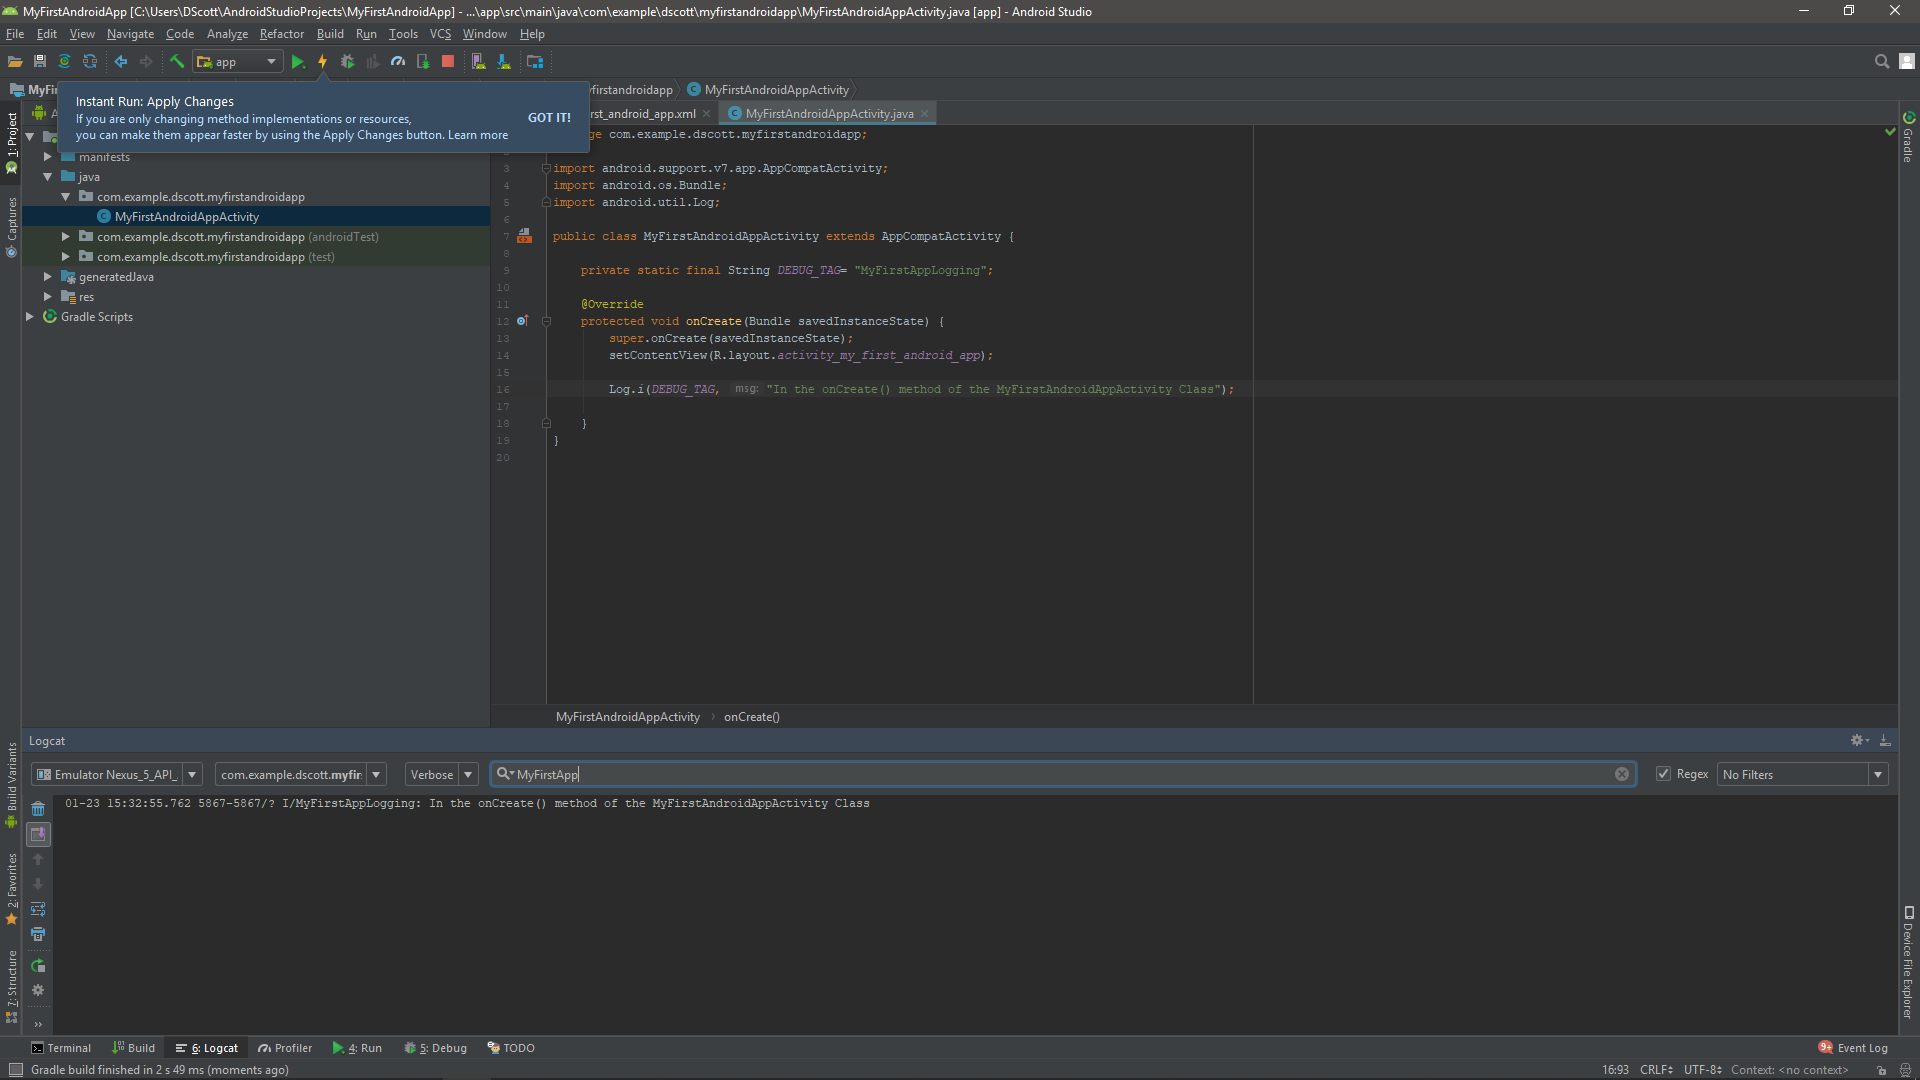 MyFirstAndroidApp [C:\Users\DScott\AndroidStudioProjects\MyFirstAndroidApp] - ...\app\src\main\java\com\example\dscott\myfirstandroidapp\MyFirstAndroidAppActivity.java [app] - Android Studio
File Edit View Navigate Code Analyze Refactor Build Run Tools VCS Window Help
app
MyFi
yfirstandroidapp MyFirstAndroidAppActivity
Instant Run: Apply Changes
If you are only changing method implementations or resources,
you can make them appear faster by using the Apply Changes button. Learn more
GOT IT!
rst_android_app.xml MyFirstAndroidAppActivity.java
1: Project
Captures
Build Variants
2: Favorites
7: Structure
manifests
java
com.example.dscott.myfirstandroidapp
MyFirstAndroidAppActivity
com.example.dscott.myfirstandroidapp (androidTest)
com.example.dscott.myfirstandroidapp (test)
generatedJava
res
Gradle Scripts
ge com.example.dscott.myfirstandroidapp;
2
3 import android.support.v7.app.AppCompatActivity;
4 import android.os.Bundle;
5 import android.util.Log;
6
7 public class MyFirstAndroidAppActivity extends AppCompatActivity {
8
9 private static final String DEBUG_TAG= "MyFirstAppLogging";
10
11 @Override
12 protected void onCreate(Bundle savedInstanceState) {
13 super.onCreate(savedInstanceState);
14 setContentView(R.layout.activity_my_first_android_app);
15
16 Log.i(DEBUG_TAG, msg: "In the onCreate() method of the MyFirstAndroidAppActivity Class");
17
18 }
19 }
20
MyFirstAndroidAppActivity › onCreate()
Gradle
Device File Explorer
Logcat
Emulator Nexus_5_API_ com.example.dscott.myfir Verbose MyFirstApp Regex No Filters
01-23 15:32:55.762 5867-5867/? I/MyFirstAppLogging: In the onCreate() method of the MyFirstAndroidAppActivity Class
Terminal Build 6: Logcat Profiler 4: Run 5: Debug TODO 9+ Event Log
Gradle build finished in 2 s 49 ms (moments ago) 16:93 CRLF UTF-8 Context: <no context>